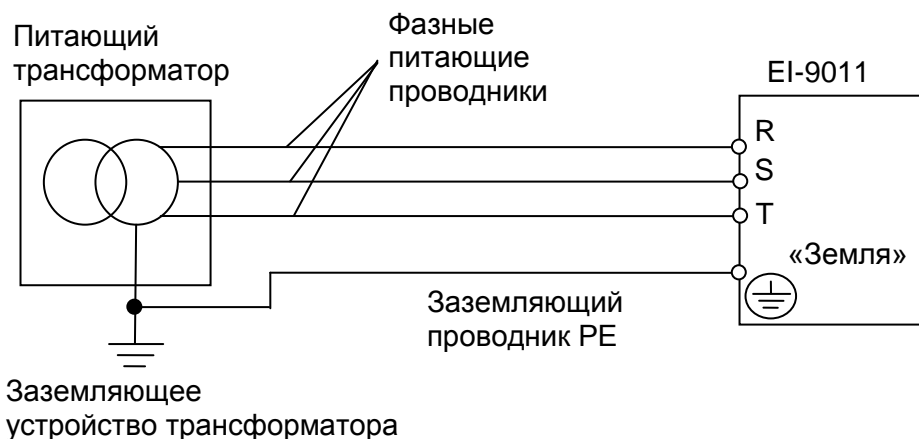 Питающий
трансформатор
Фазные
питающие
проводники
EI-9011
R
S
T
«Земля»
Заземляющий
проводник PE
Заземляющее
устройство трансформатора